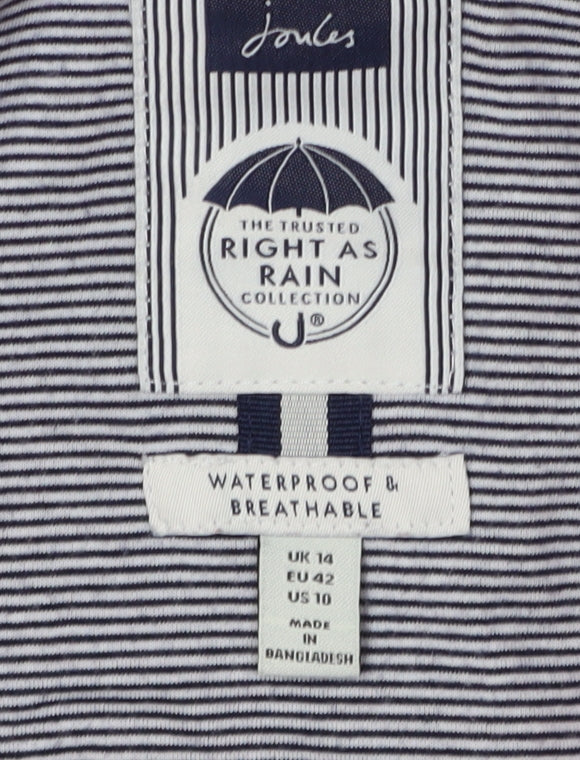 Joules
THE TRUSTED
RIGHT AS
RAIN
COLLECTION
®
WATERPROOF &
BREATHABLE
UK 14
EU 42
US 10
MADE
IN
BANGLADESH